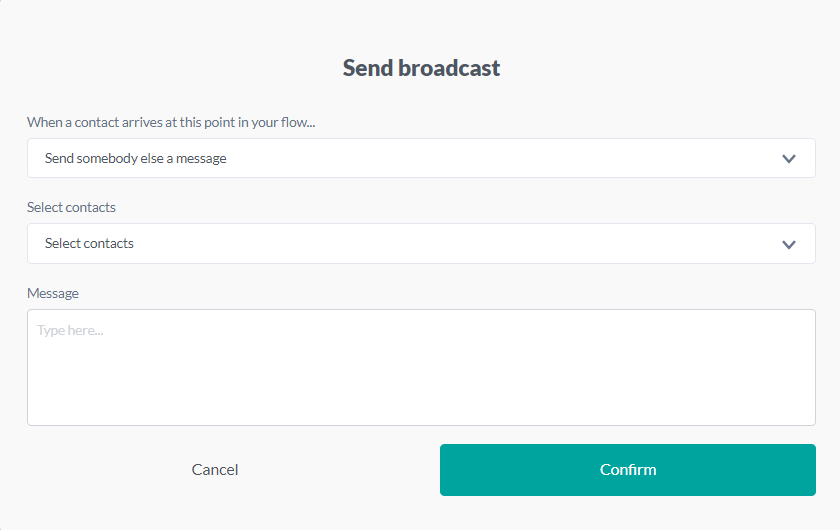 Send broadcast
When a contact arrives at this point in your flow...
Send somebody else a message
Select contacts
Select contacts
Message
Type here...
Cancel
Confirm